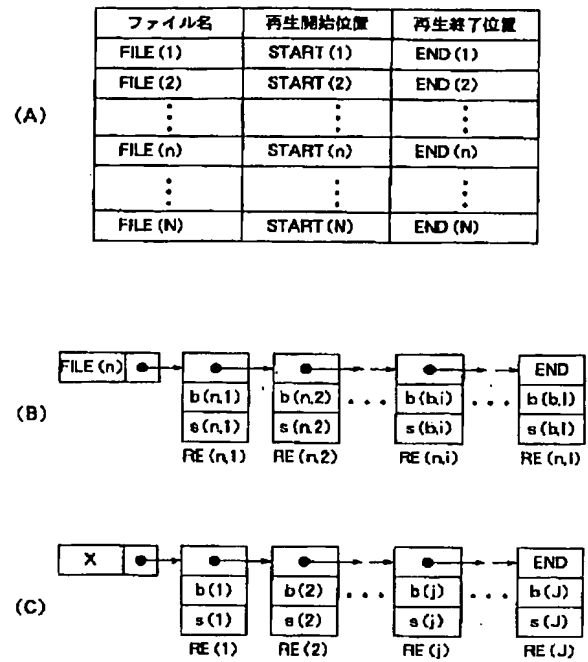 (A)
ファイル名 再生開始位置 再生終了位置
FILE(1) START(1) END(1)
FILE(2) START(2) END(2)
⋮ ⋮ ⋮
FILE(n) START(n) END(n)
⋮ ⋮ ⋮
FILE(N) START(N) END(N)
(B)
FILE(n) END
b(n,1) b(n,2) ... b(b,i) ... b(b,I)
s(n,1) s(n,2) s(b,i) s(b,I)
RE(n,1) RE(n,2) RE(n,i) RE(n,I)
(C)
X END
b(1) b(2) ... b(j) ... b(J)
s(1) s(2) s(j) s(J)
RE(1) RE(2) RE(j) RE(J)